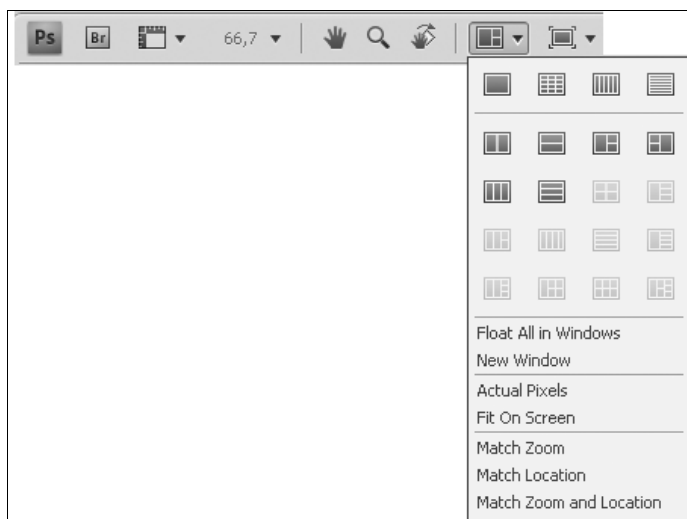 Ps Br 66,7
Float All in Windows
New Window
Actual Pixels
Fit On Screen
Match Zoom
Match Location
Match Zoom and Location